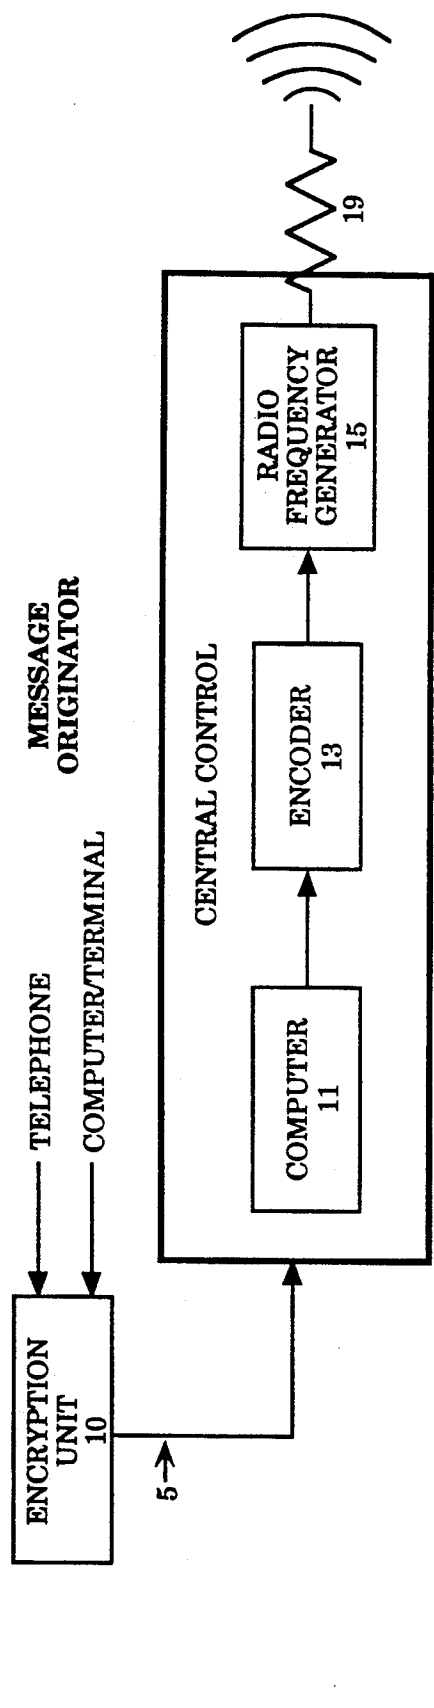 MESSAGE
ORIGINATOR
TELEPHONE
COMPUTER/TERMINAL
ENCRYPTION
UNIT
10
5
CENTRAL CONTROL
COMPUTER
11
ENCODER
13
RADIO
FREQUENCY
GENERATOR
15
19